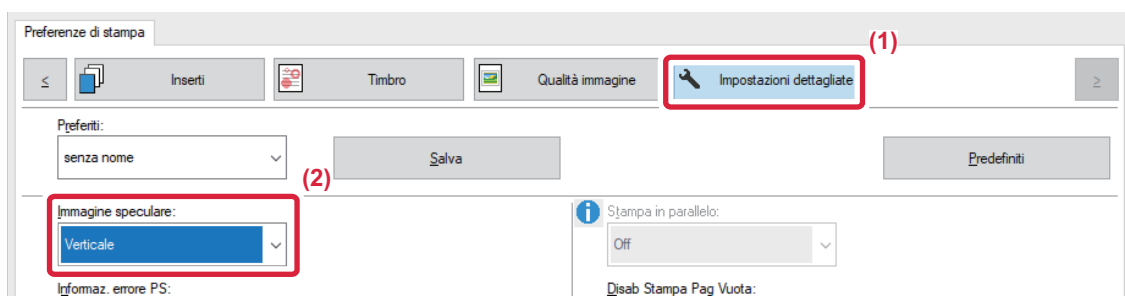 Preferenze di stampa
(1)
< Inserti Timbro Qualità immagine Impostazioni dettagliate >
Preferiti:
senza nome Salva Predefiniti
(2)
Immagine speculare: Stampa in parallelo:
Verticale Off
Informaz. errore PS: Disab Stampa Pag Vuota: